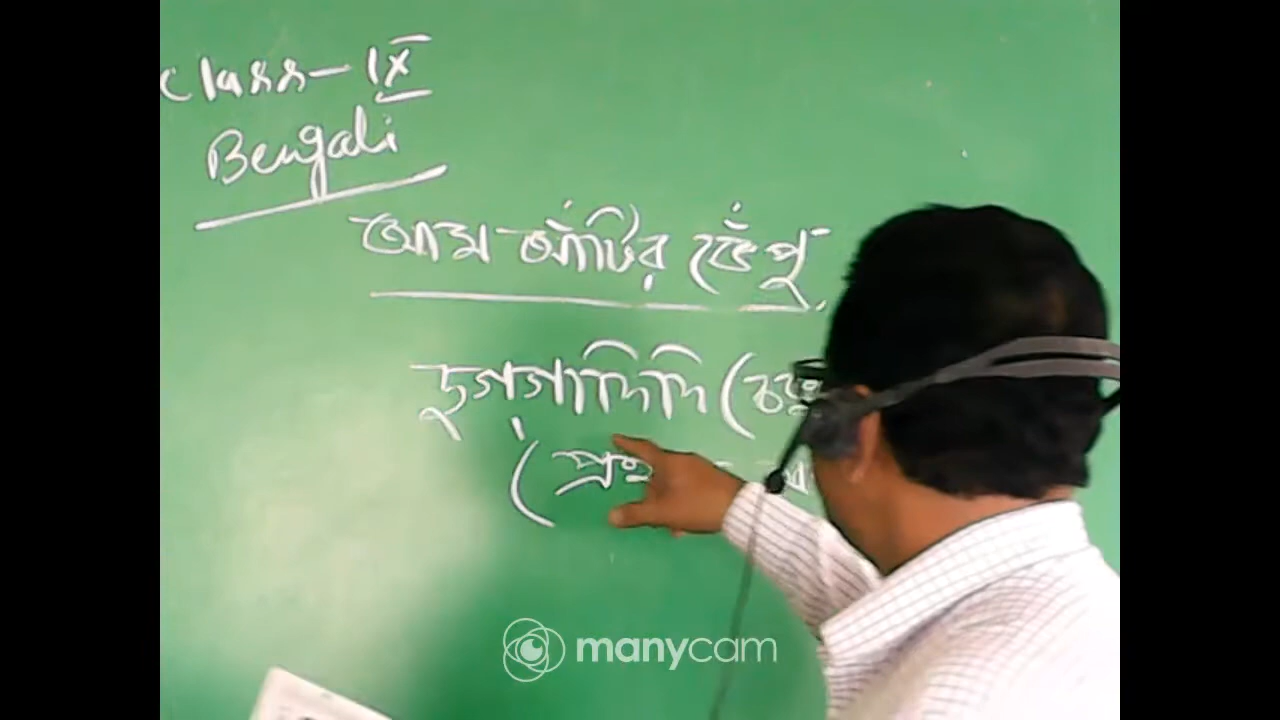 Class - IX
Bengali
আম আঁটির ভেঁপু
ডুগ্গাদিদি (
(
manycam